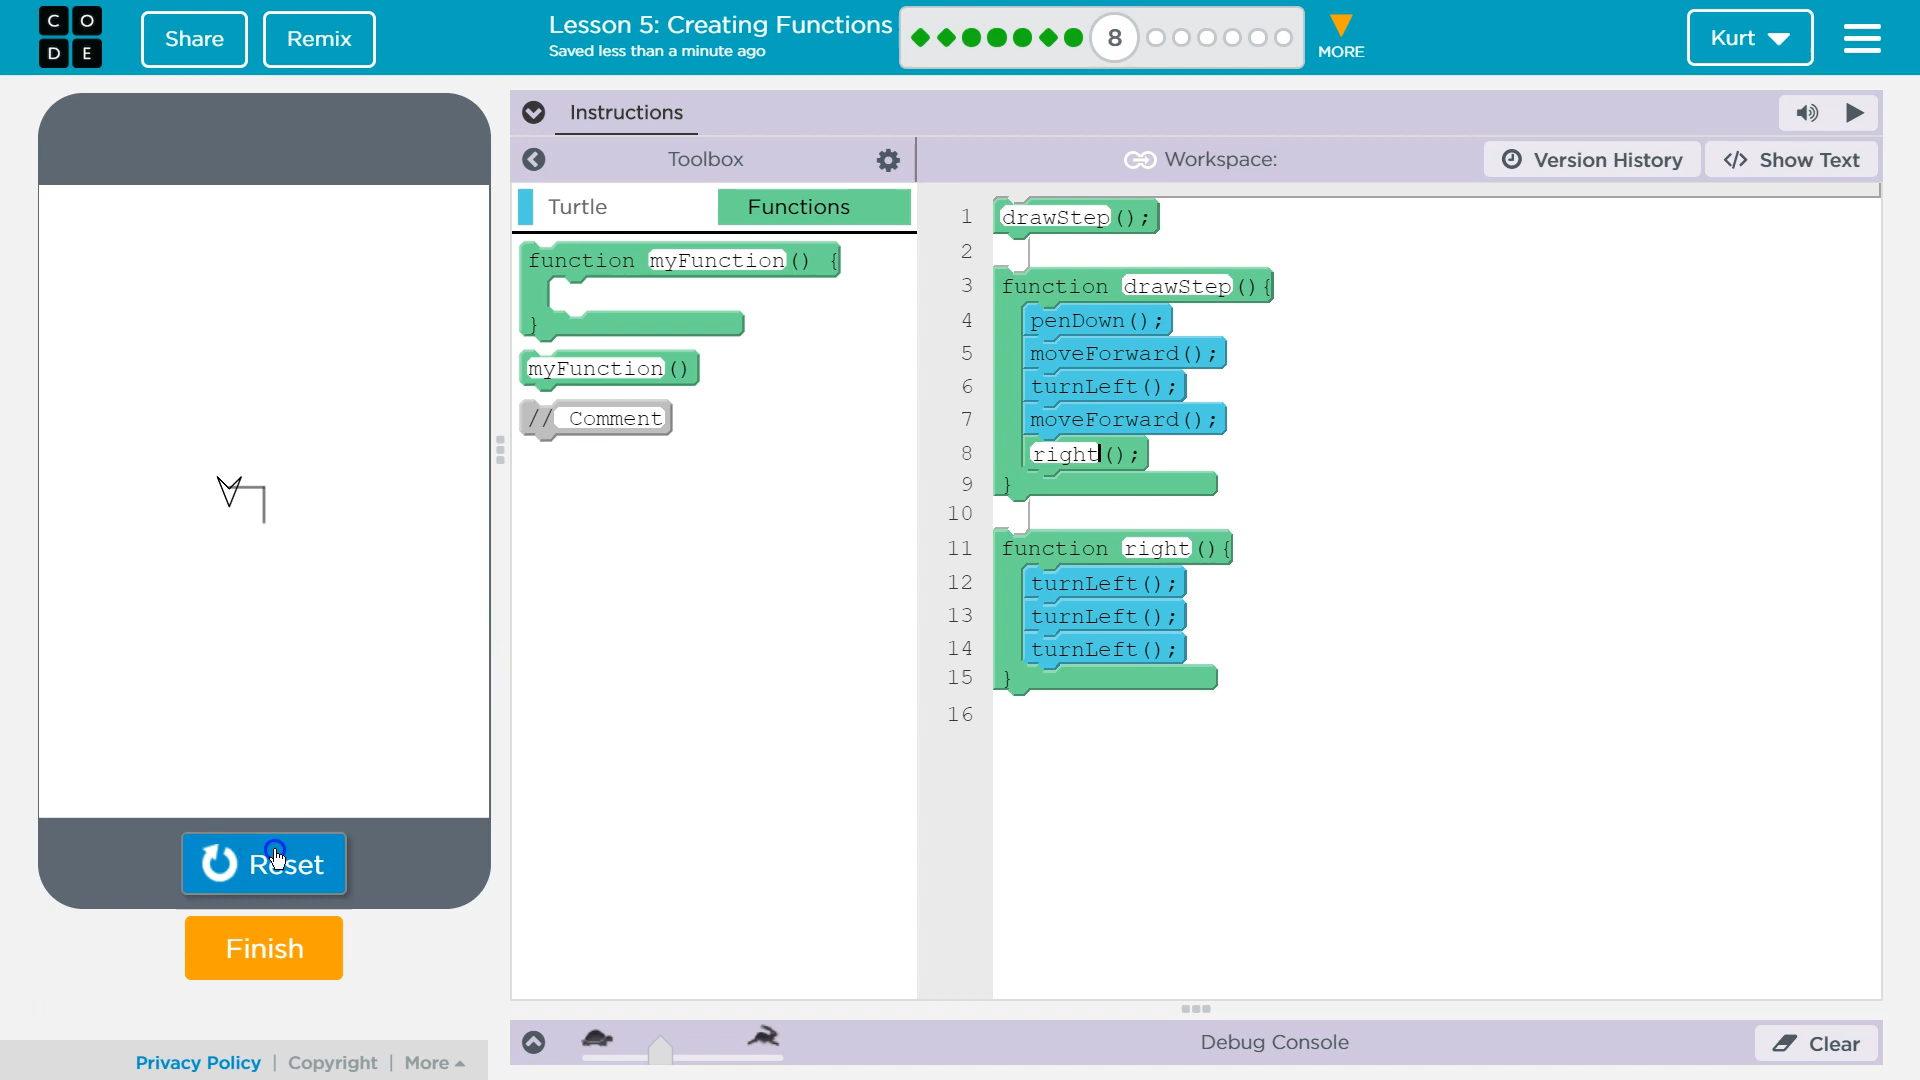 C O
D E
Share
Remix
Lesson 5: Creating Functions
Saved less than a minute ago
8
MORE
Kurt
Instructions
Toolbox
Workspace:
Version History
</> Show Text
Turtle
Functions
function myFunction() {
}
myFunction()
// Comment
1 drawStep();
2
3 function drawStep(){
4 penDown();
5 moveForward();
6 turnLeft();
7 moveForward();
8 right();
9 }
10
11 function right(){
12 turnLeft();
13 turnLeft();
14 turnLeft();
15 }
16
Reset
Finish
Debug Console
Clear
Privacy Policy | Copyright | More